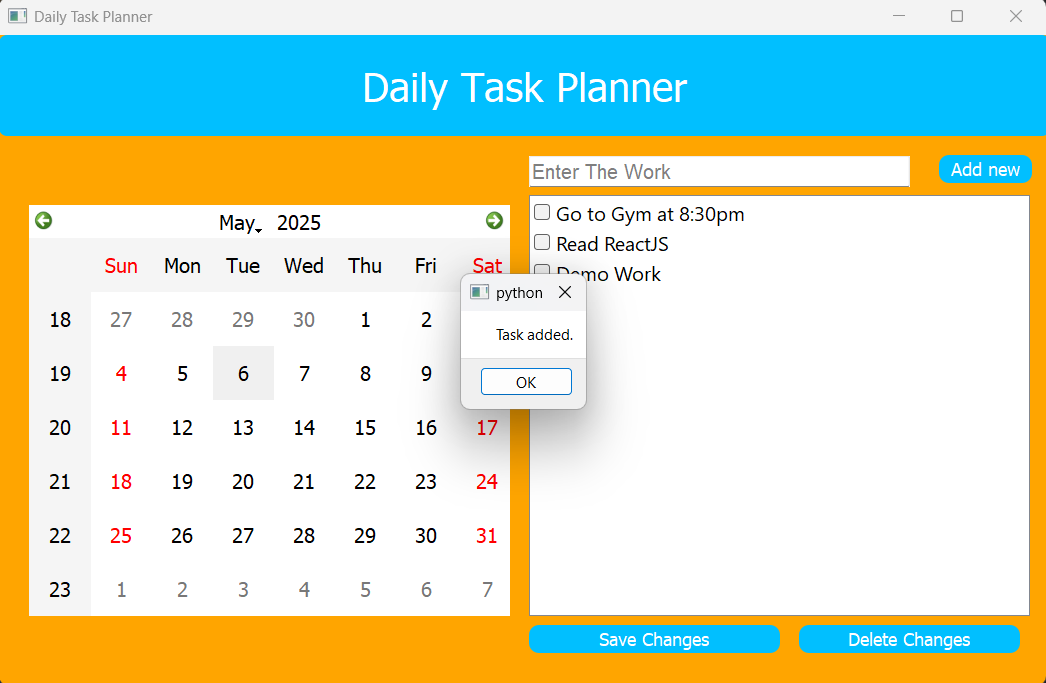 Daily Task Planner
Daily Task Planner
Enter The Work
Add new
May 2025
Sun Mon Tue Wed Thu Fri Sat
18 27 28 29 30 1 2
19 4 5 6 7 8 9
20 11 12 13 14 15 16 17
21 18 19 20 21 22 23 24
22 25 26 27 28 29 30 31
23 1 2 3 4 5 6 7
Go to Gym at 8:30pm
Read ReactJS
Demo Work
python
Task added.
OK
Save Changes
Delete Changes